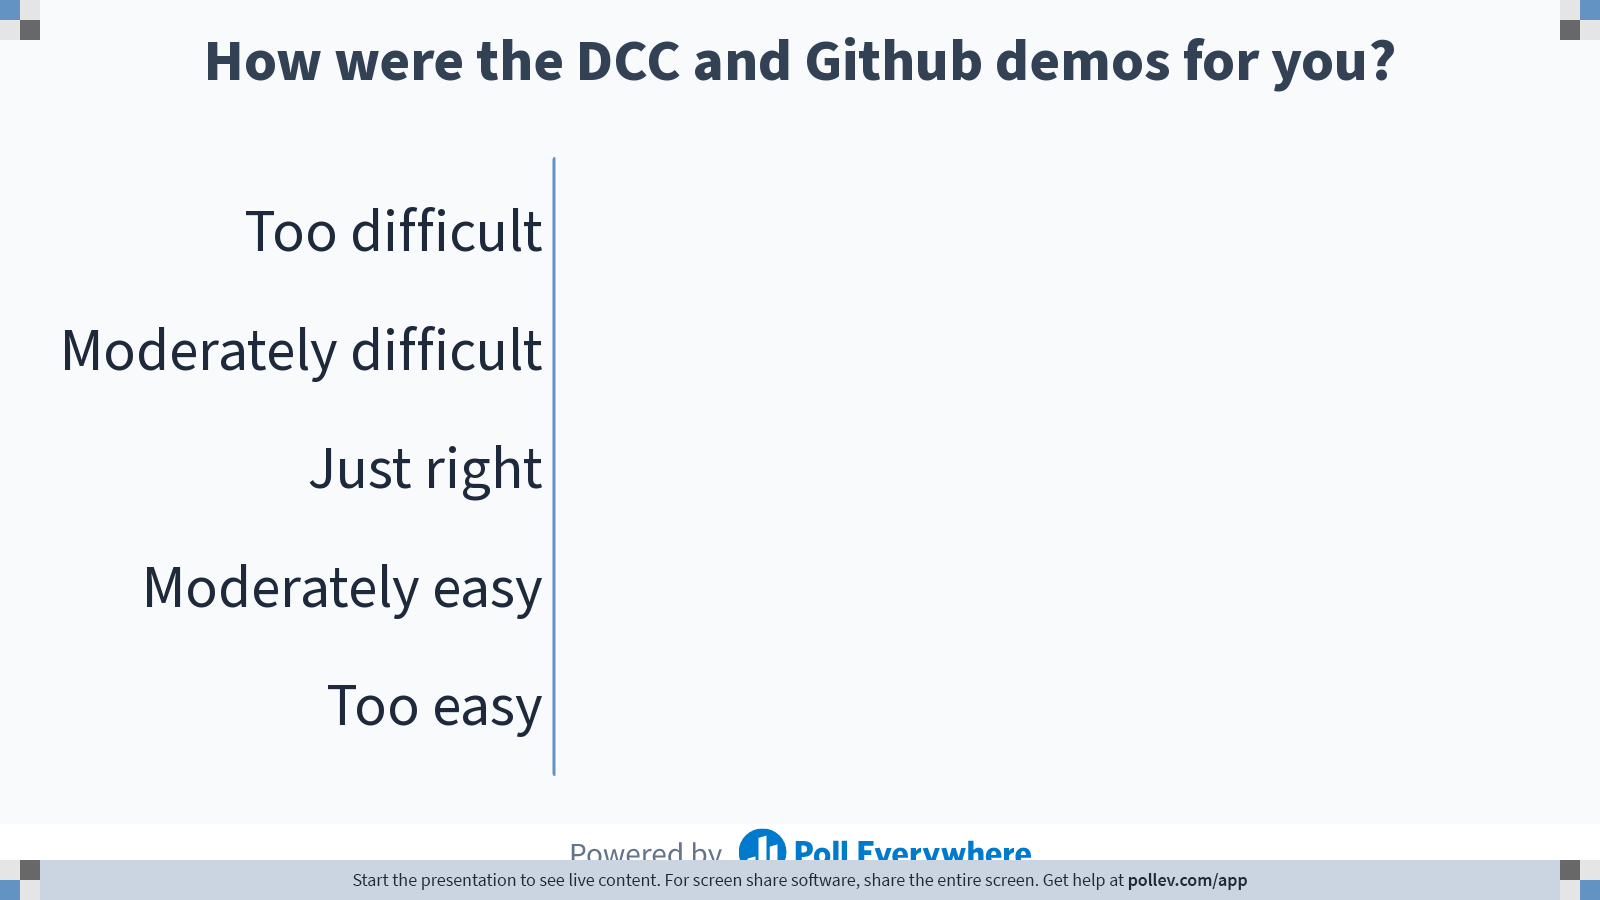 How were the DCC and Github demos for you?
Too difficult
Moderately difficult
Just right
Moderately easy
Too easy
Powered by Poll Everywhere
Start the presentation to see live content. For screen share software, share the entire screen. Get help at pollev.com/app